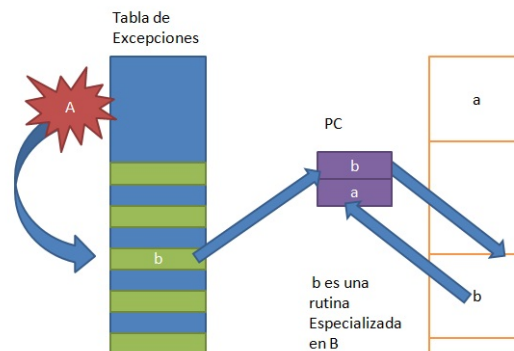 Tabla de
Excepciones
A
a
PC
b
a
b
b
b es una
rutina
Especializada
en B